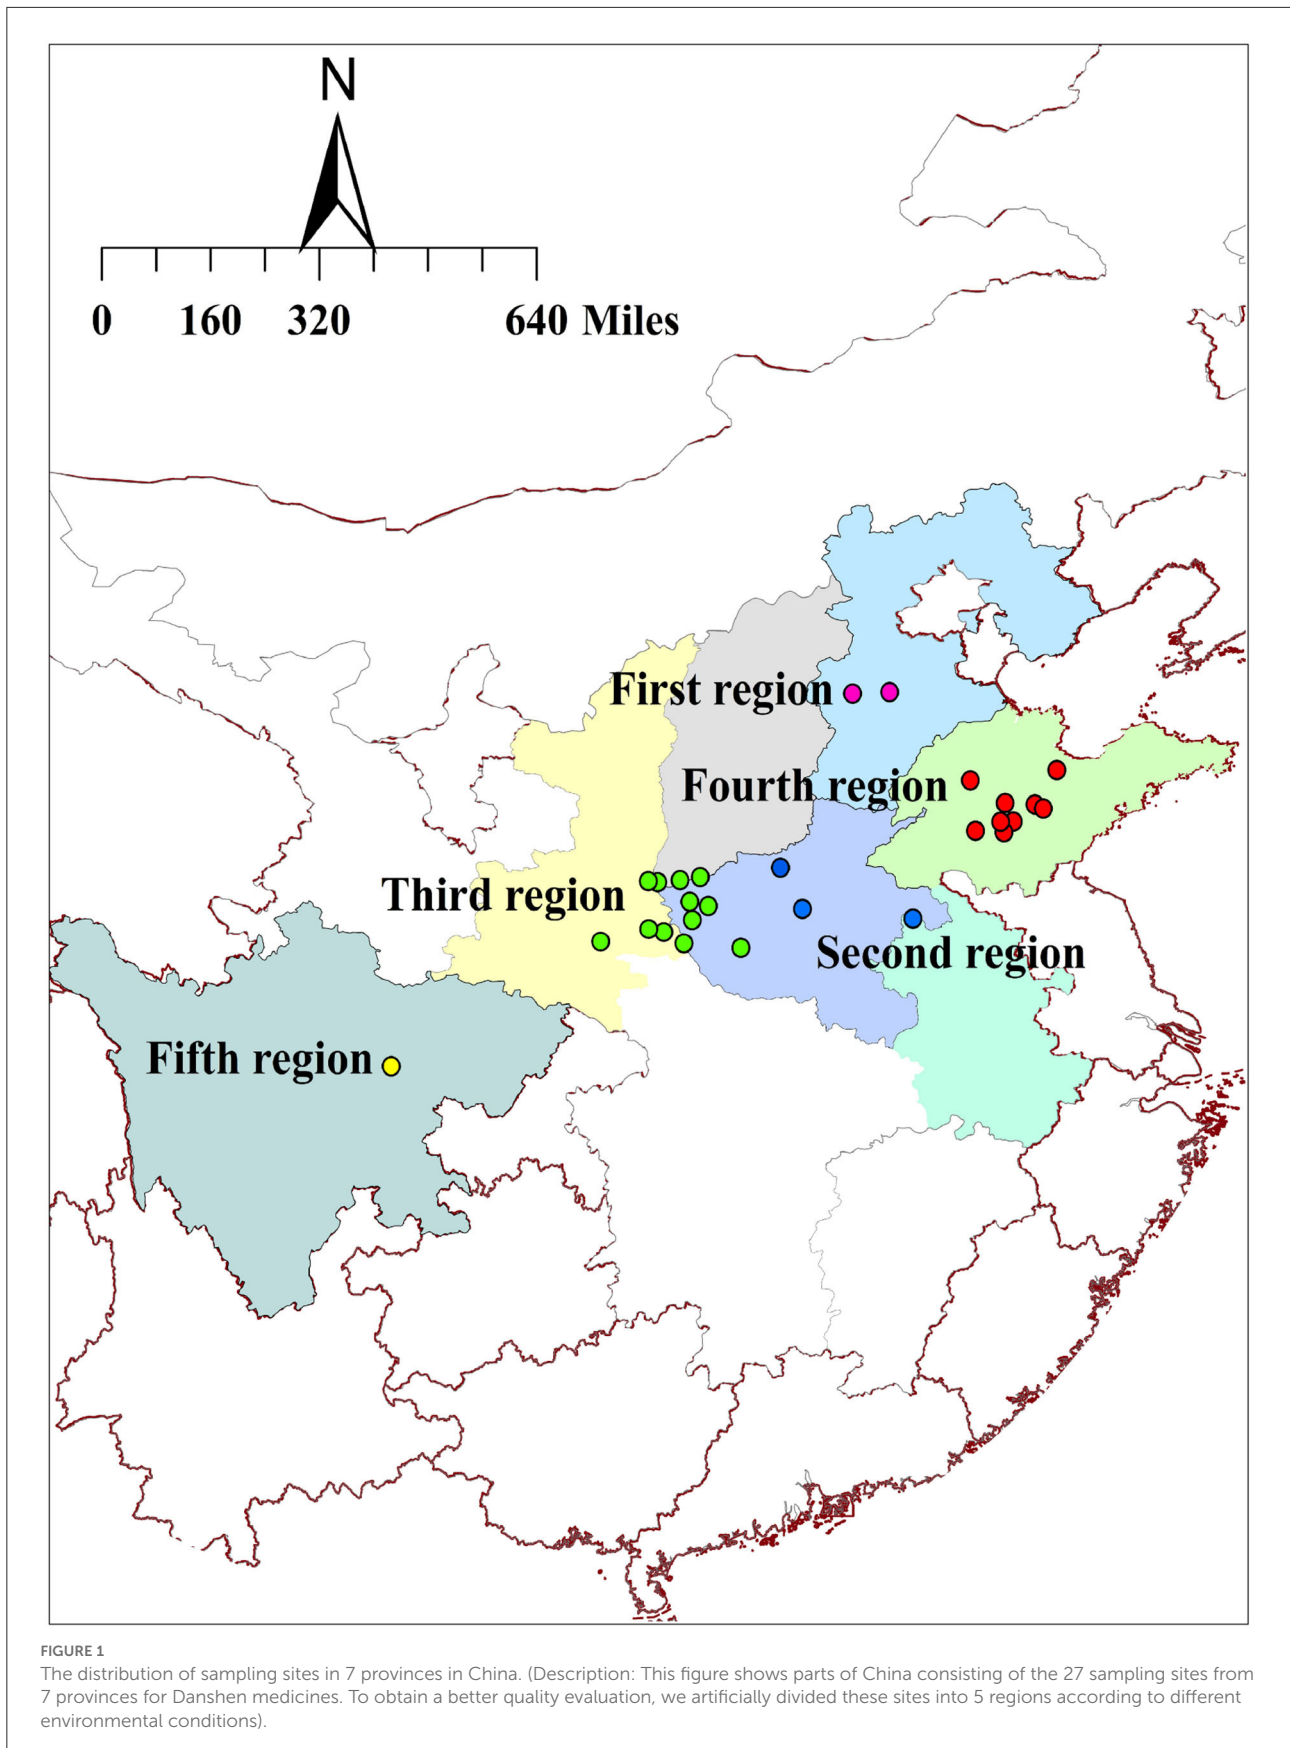 N
0 160 320 640 Miles
First region
Fourth region
Third region
Second region
Fifth region
FIGURE 1
The distribution of sampling sites in 7 provinces in China. (Description: This figure shows parts of China consisting of the 27 sampling sites from
7 provinces for Danshen medicines. To obtain a better quality evaluation, we artificially divided these sites into 5 regions according to different
environmental conditions).